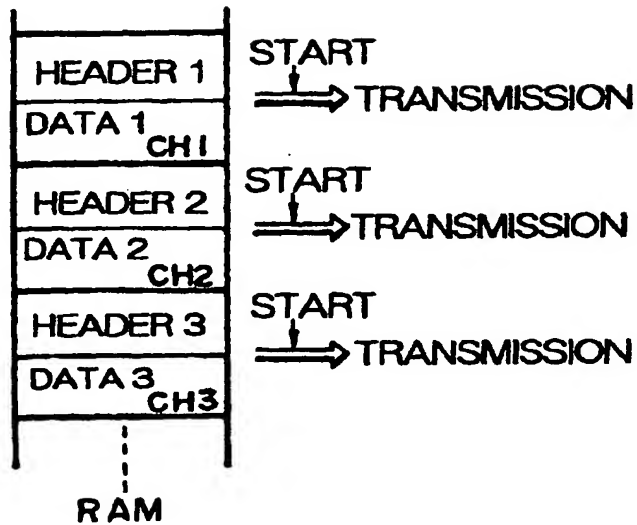 HEADER 1
DATA 1
CH1
START
TRANSMISSION
HEADER 2
DATA 2
CH2
START
TRANSMISSION
HEADER 3
DATA 3
CH3
START
TRANSMISSION
RAM